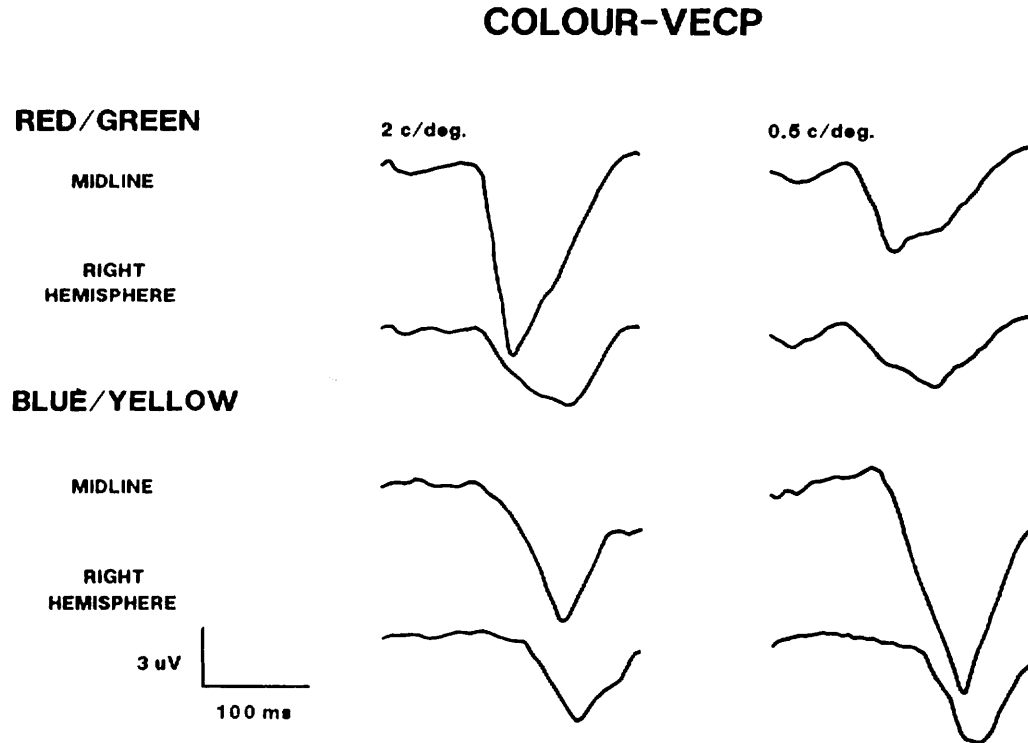 COLOUR-VECP
RED/GREEN
2 c/deg.
0.5 c/deg.
MIDLINE
RIGHT
HEMISPHERE
BLUE/YELLOW
MIDLINE
RIGHT
HEMISPHERE
3 uV
100 ms